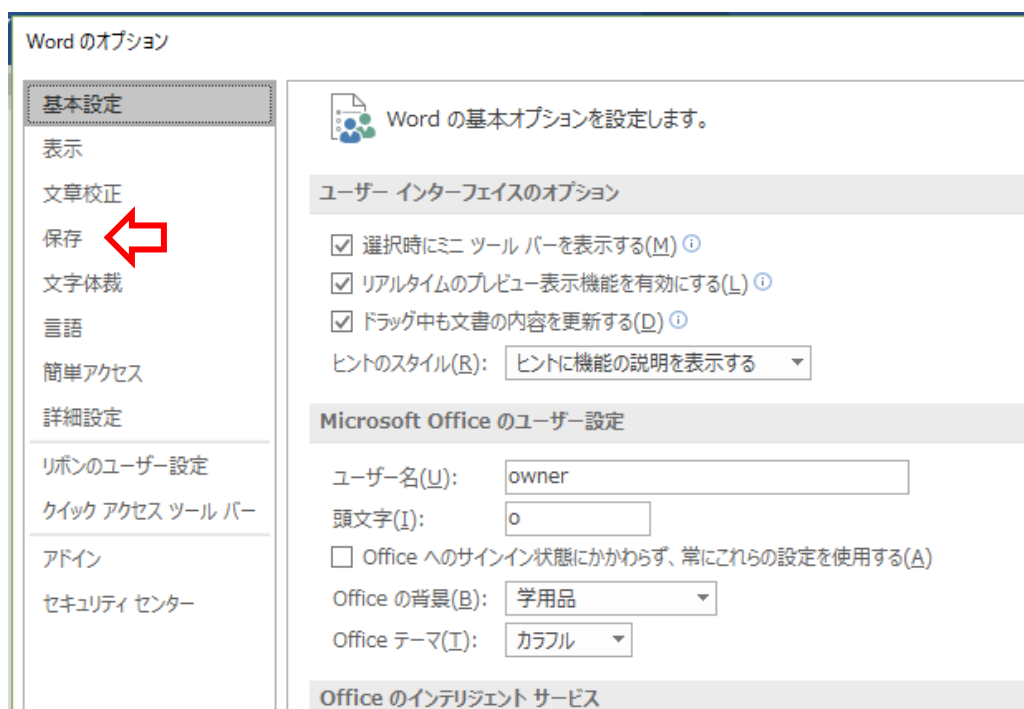 Word のオプション
基本設定
表示
文章校正
保存
文字体裁
言語
簡単アクセス
詳細設定
リボンのユーザー設定
クイック アクセス ツール バー
アドイン
セキュリティ センター
Word の基本オプションを設定します。
ユーザー インターフェイスのオプション
選択時にミニ ツール バーを表示する(M)
リアルタイムのプレビュー表示機能を有効にする(L)
ドラッグ中も文書の内容を更新する(D)
ヒントのスタイル(R): ヒントに機能の説明を表示する
Microsoft Office のユーザー設定
ユーザー名(U): owner
頭文字(I): o
Office へのサインイン状態にかかわらず、常にこれらの設定を使用する(A)
Office の背景(B): 学用品
Office テーマ(T): カラフル
Office のインテリジェント サービス